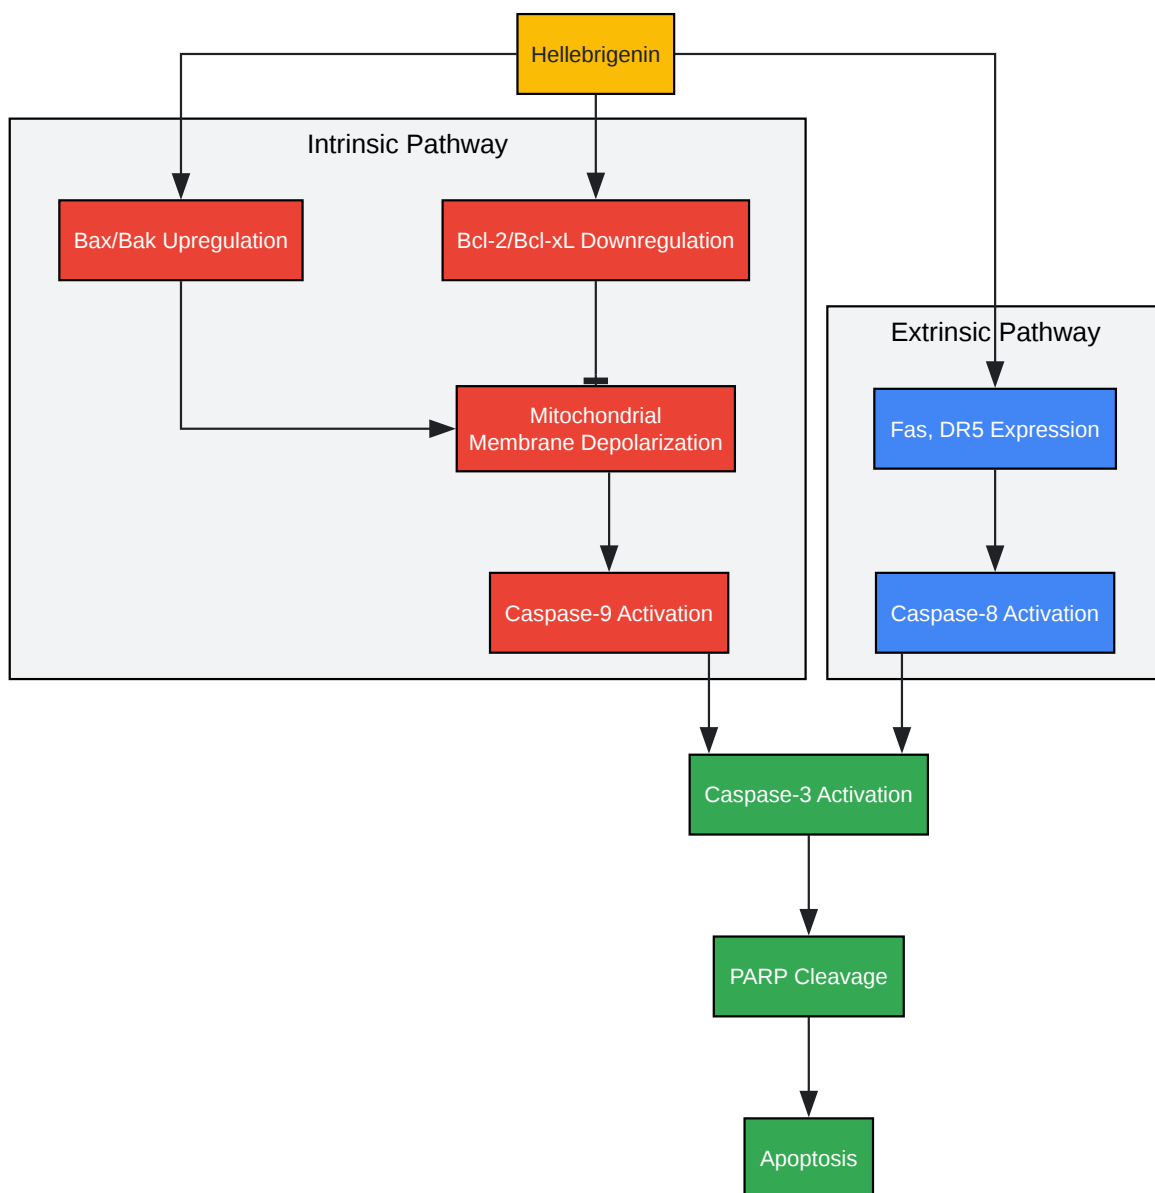 Hellebrigenin
Intrinsic Pathway
Bax/Bak Upregulation
Bcl-2/Bcl-xL Downregulation
Extrinsic Pathway
Mitochondrial
Membrane Depolarization
Fas, DR5 Expression
Caspase-9 Activation
Caspase-8 Activation
Caspase-3 Activation
PARP Cleavage
Apoptosis